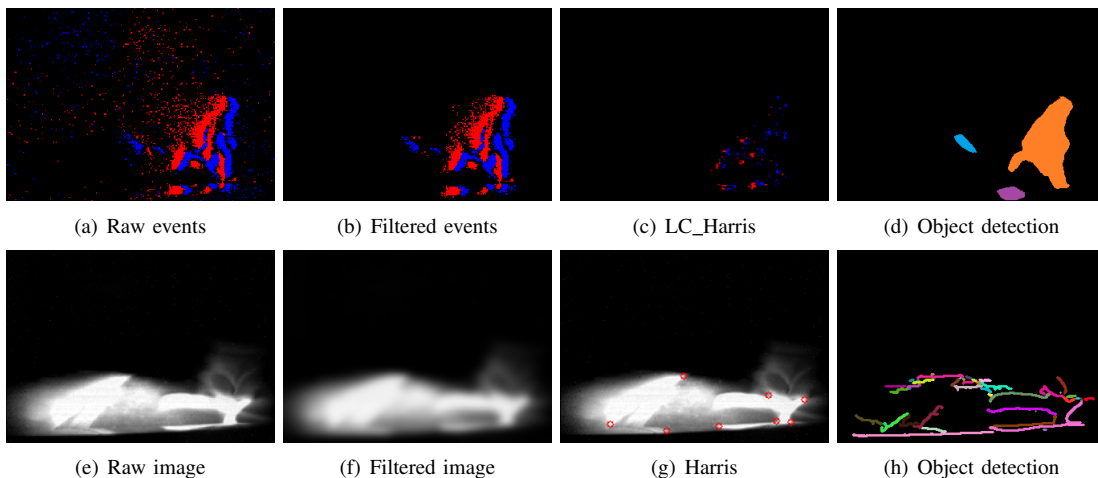 (a) Raw events
(b) Filtered events
(c) LC_Harris
(d) Object detection
(e) Raw image
(f) Filtered image
(g) Harris
(h) Object detection